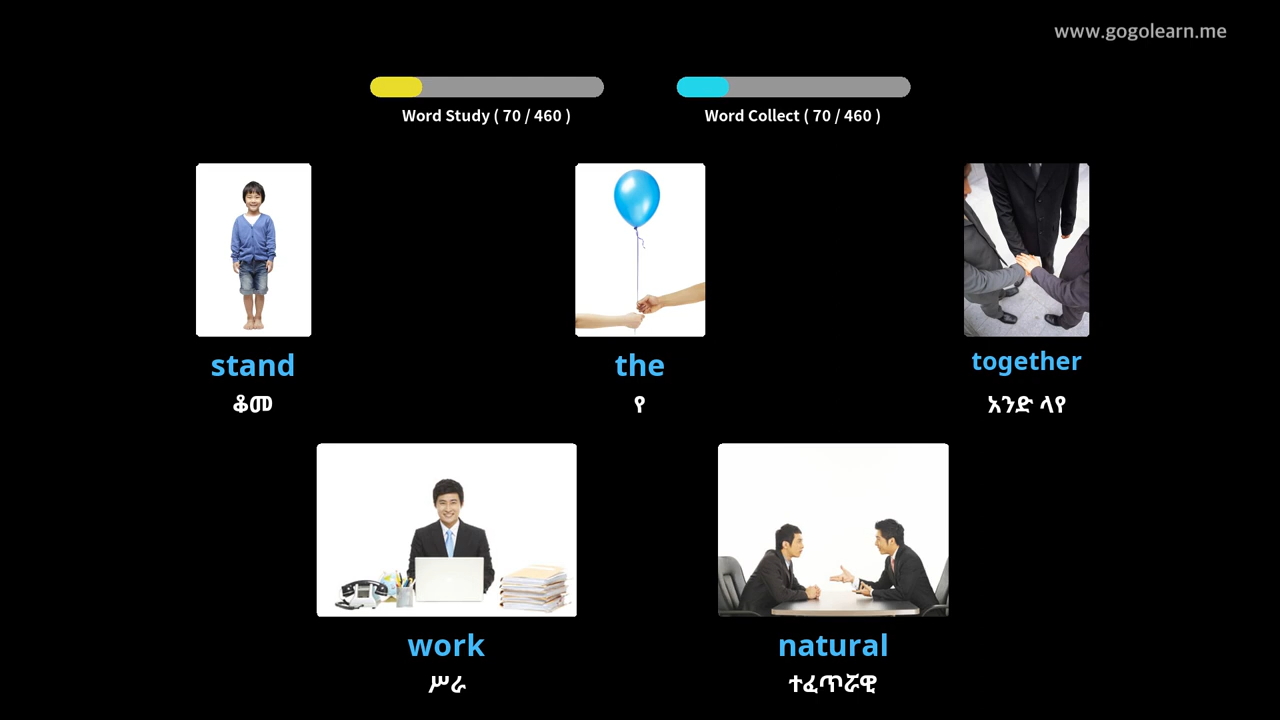 www.gogolearn.me
Word Study ( 70 / 460 )
Word Collect ( 70 / 460 )
stand
ቆመ
the
የ
together
አንድ ላየ
work
ሥራ
natural
ተፈጥሯዊ